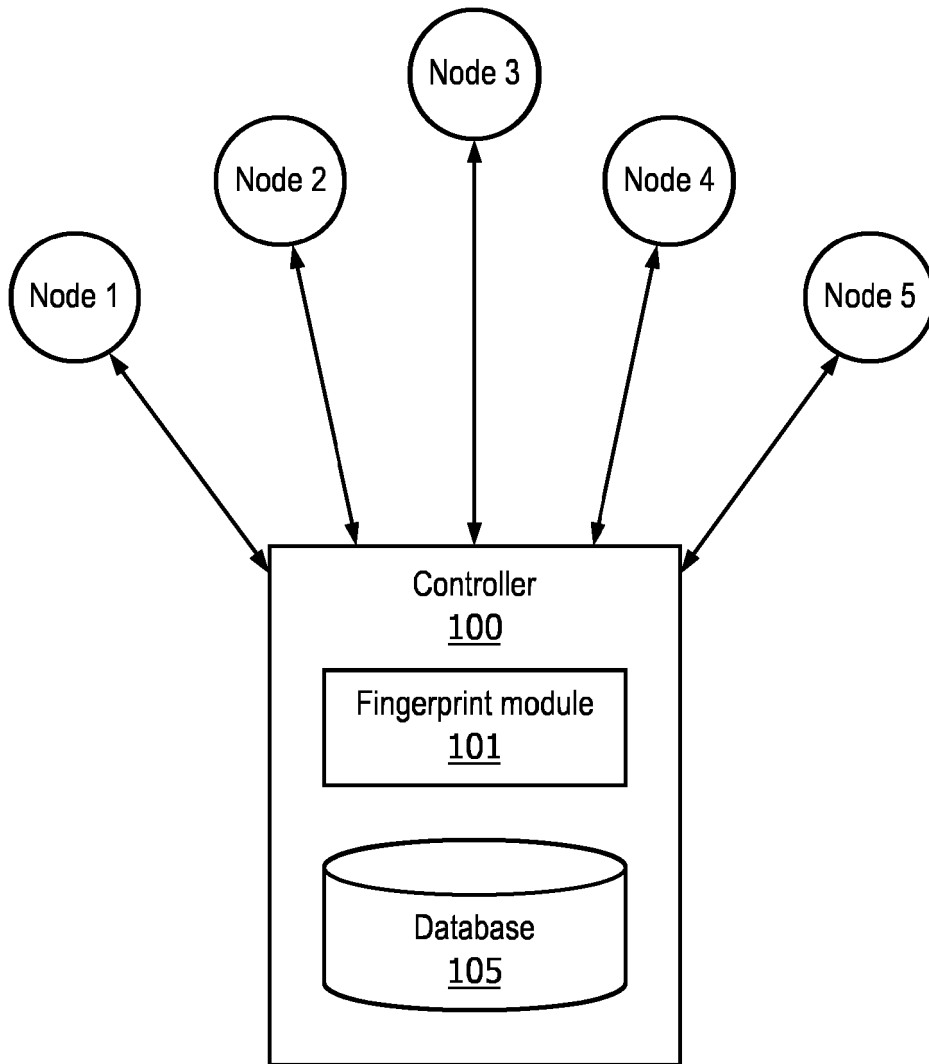 Node 3
Node 2
Node 4
Node 1
Node 5
Controller
100
Fingerprint module
101
Database
105